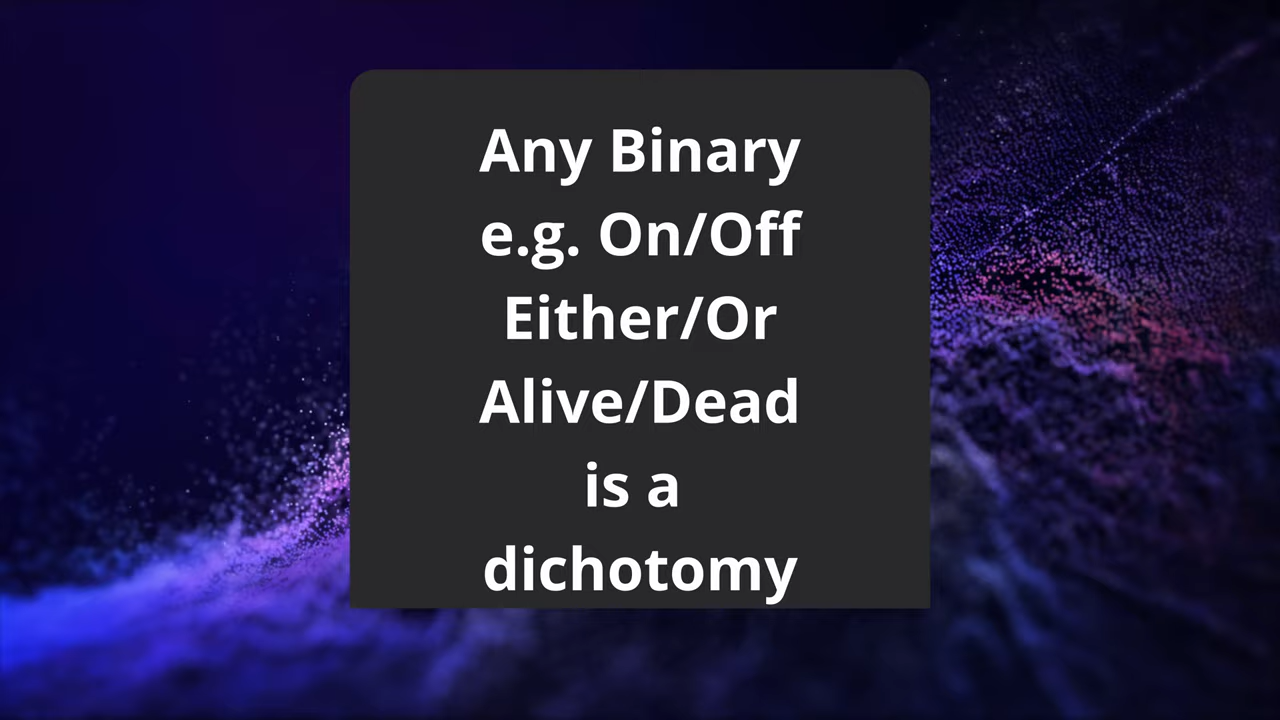 Any Binary
e.g. On/Off
Either/Or
Alive/Dead
is a
dichotomy